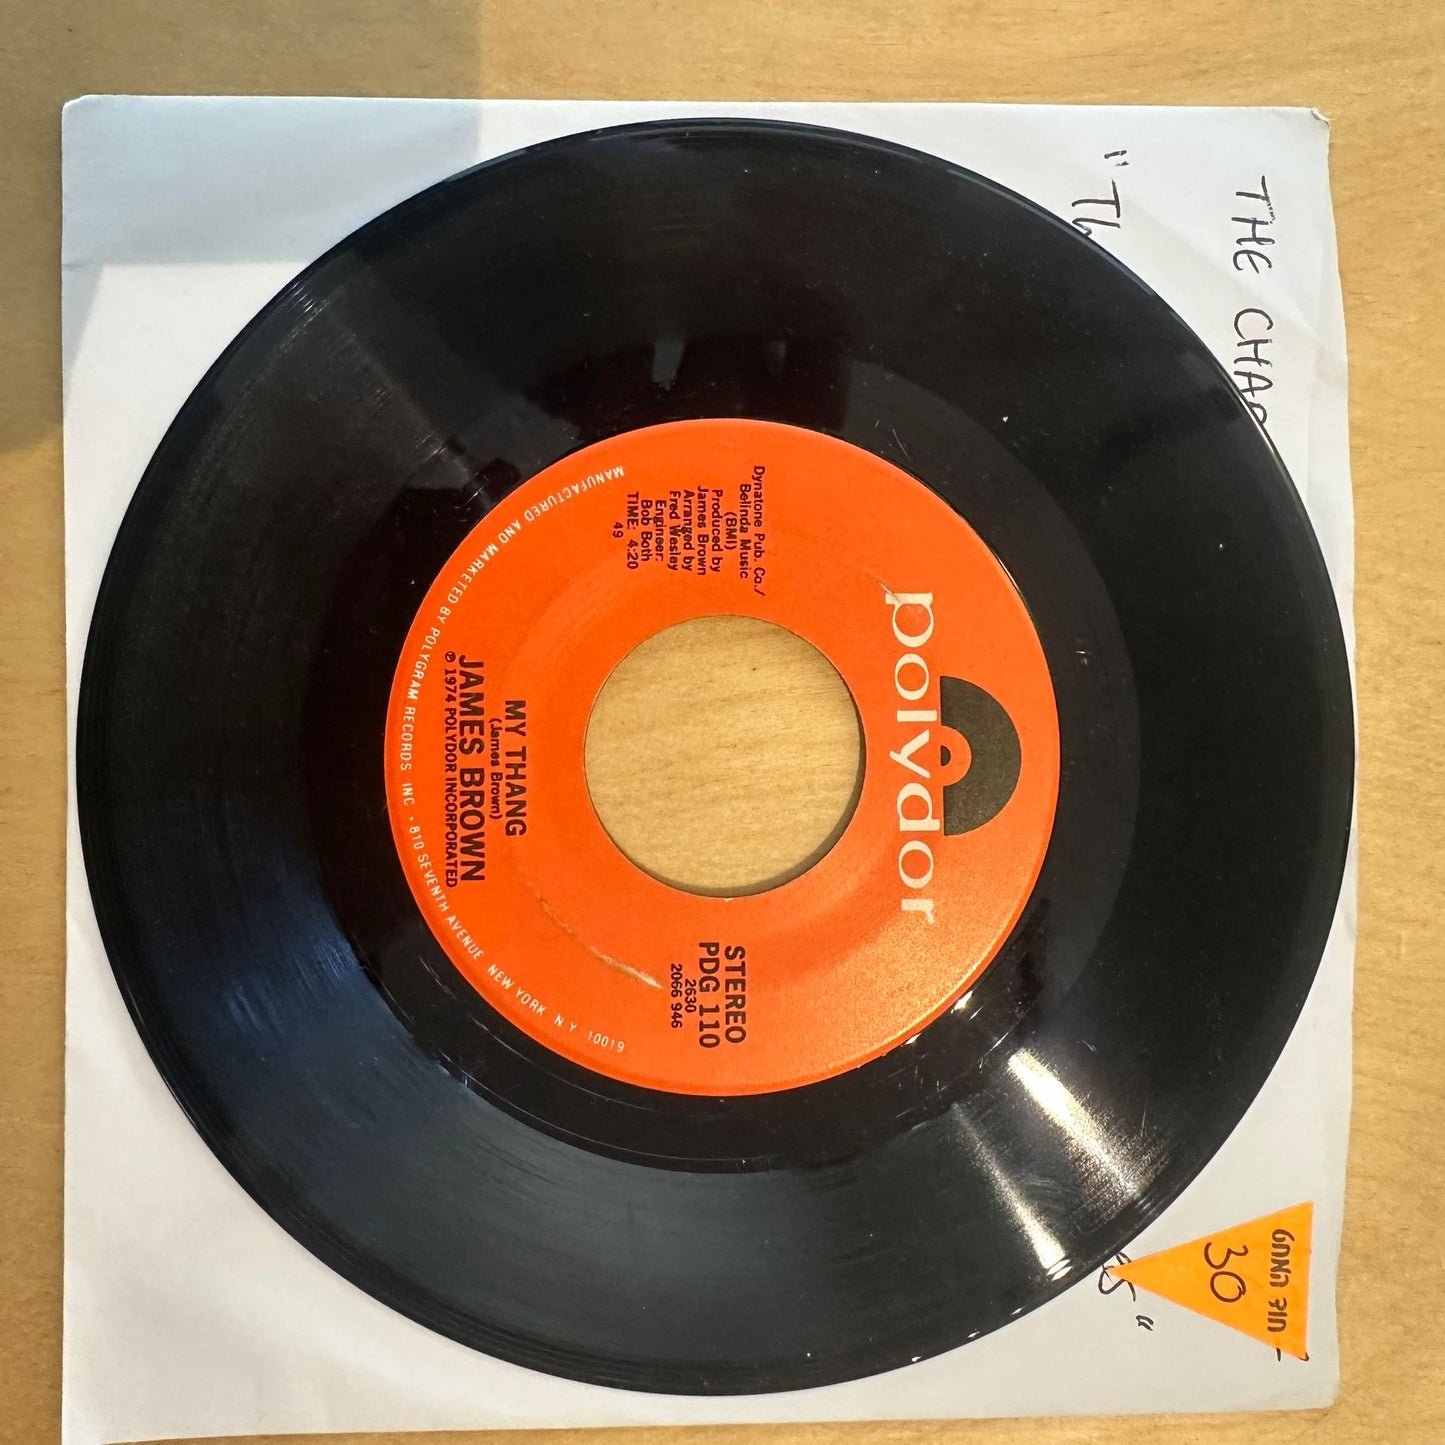 polydor
STEREO
PDG 110
2630
2066 946
Dynatone Pub. Co./
Belinda Music
(BMI)
Produced by
James Brown
Arranged by
Fred Wesley
Engineer:
Bob Both
TIME: 4:20
49
MY THANG
(James Brown)
JAMES BROWN
℗ 1974 POLYDOR INCORPORATED
MANUFACTURED AND MARKETED BY POLYGRAM RECORDS INC • 810 SEVENTH AVENUE NEW YORK N Y 10019
THE
"Th
30